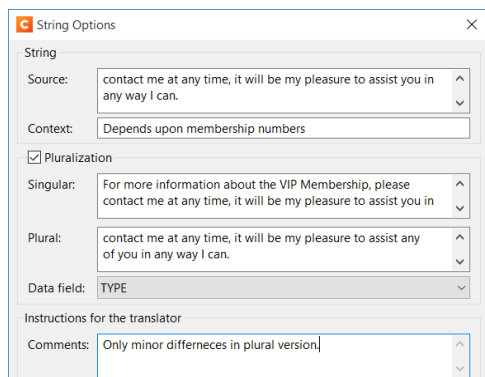 C String Options
String
Source: contact me at any time, it will be my pleasure to assist you in
any way I can.
Context: Depends upon membership numbers
Pluralization
Singular: For more information about the VIP Membership, please
contact me at any time, it will be my pleasure to assist you in
Plural: contact me at any time, it will be my pleasure to assist any
of you in any way I can.
Data field: TYPE
Instructions for the translator
Comments: Only minor differneces in plural version.